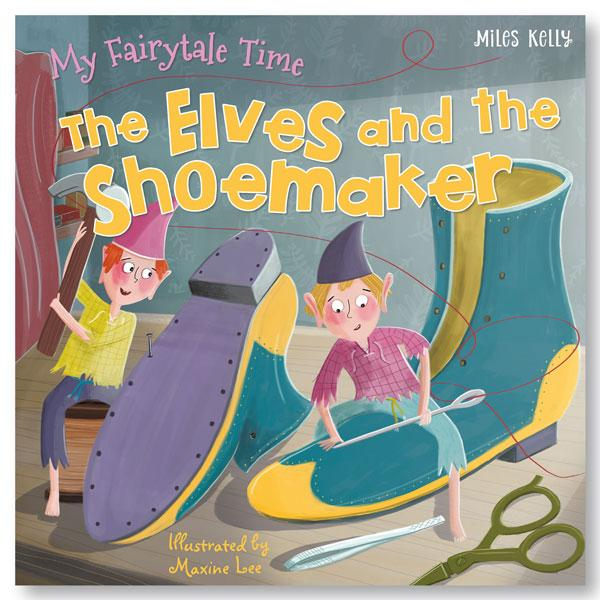 My Fairytale Time
Miles Kelly
The Elves and the
Shoemaker
Illustrated by
Maxine Lee